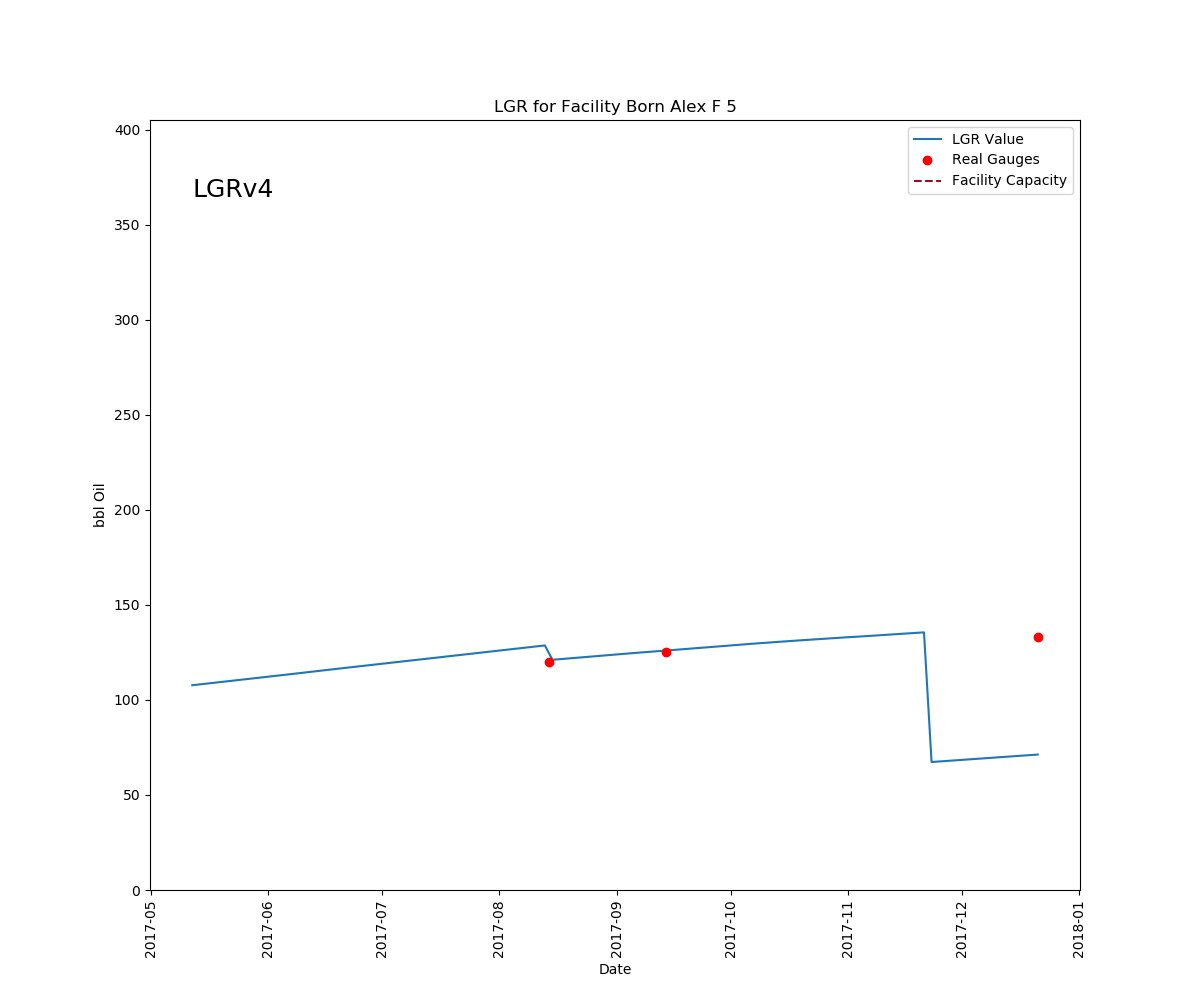 LGR for Facility Born Alex F 5
LGRv4
LGR Value
Real Gauges
Facility Capacity
400
350
300
250
200
150
100
50
0
bbl Oil
2017-05
2017-06
2017-07
2017-08
2017-09
2017-10
2017-11
2017-12
2018-01
Date